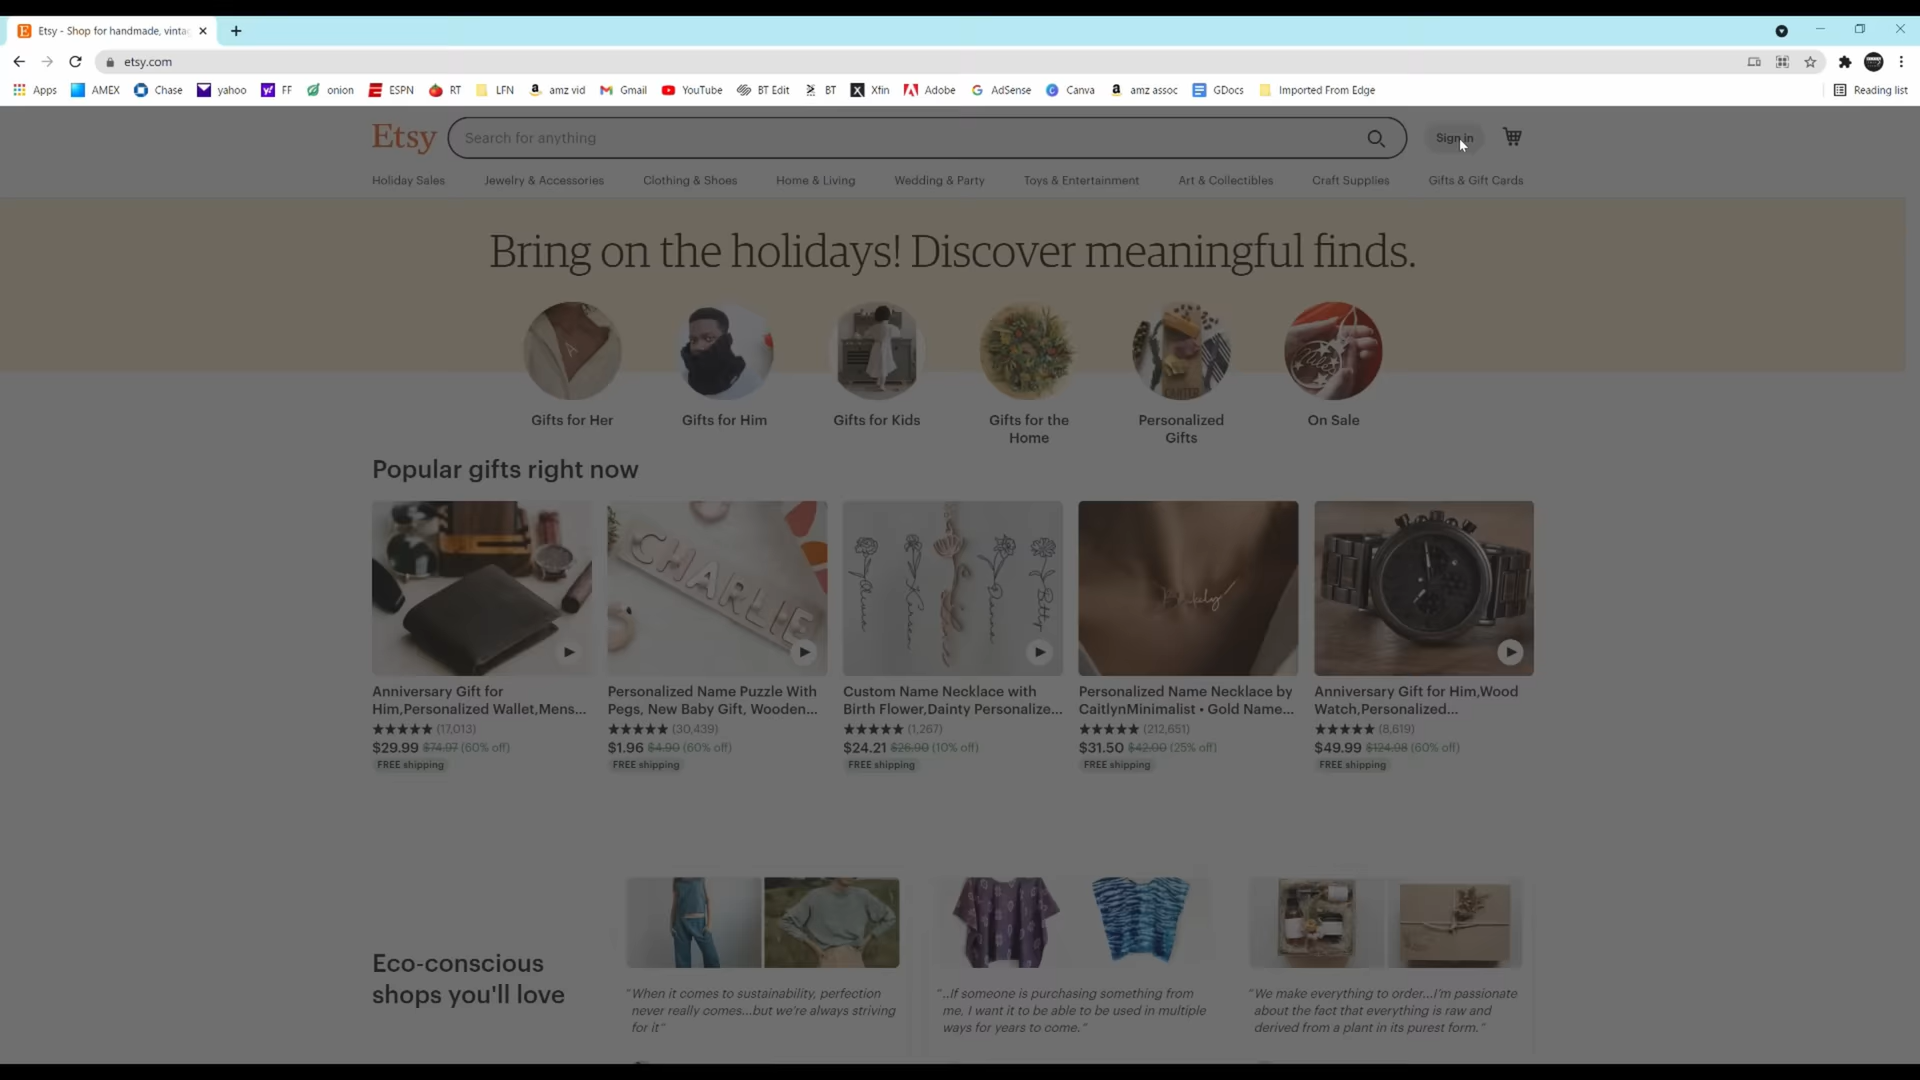 Etsy - Shop for handmade, vinta
etsy.com
Apps AMEX Chase yahoo FF onion ESPN RT LFN amz vid Gmail YouTube BT Edit BT Xfin Adobe AdSense Canva amz assoc GDocs Imported From Edge Reading list
Etsy Search for anything Sign in
Holiday Sales Jewelry & Accessories Clothing & Shoes Home & Living Wedding & Party Toys & Entertainment Art & Collectibles Craft Supplies Gifts & Gift Cards
Bring on the holidays! Discover meaningful finds.
Gifts for Her Gifts for Him Gifts for Kids Gifts for the Personalized On Sale
Home Gifts
Popular gifts right now
CHARLIE
Anniversary Gift for Personalized Name Puzzle With Custom Name Necklace with Personalized Name Necklace by Anniversary Gift for Him,Wood
Him,Personalized Wallet,Mens... Pegs, New Baby Gift, Wooden... Birth Flower,Dainty Personalize... CaitlynMinimalist • Gold Name... Watch,Personalized...
★★★★★ (17,013) ★★★★★ (30,439) ★★★★★ (1,267) ★★★★★ (212,651) ★★★★★ (8,619)
$29.99 $74.97 (60% off) $1.96 $4.90 (60% off) $24.21 $26.90 (10% off) $31.50 $42.00 (25% off) $49.99 $124.98 (60% off)
FREE shipping FREE shipping FREE shipping FREE shipping FREE shipping
Eco-conscious
shops you'll love
"When it comes to sustainability, perfection
never really comes...but we're always striving
for it"
"..If someone is purchasing something from
me, I want it to be able to be used in multiple
ways for years to come."
"We make everything to order...I'm passionate
about the fact that everything is raw and
derived from a plant in its purest form."